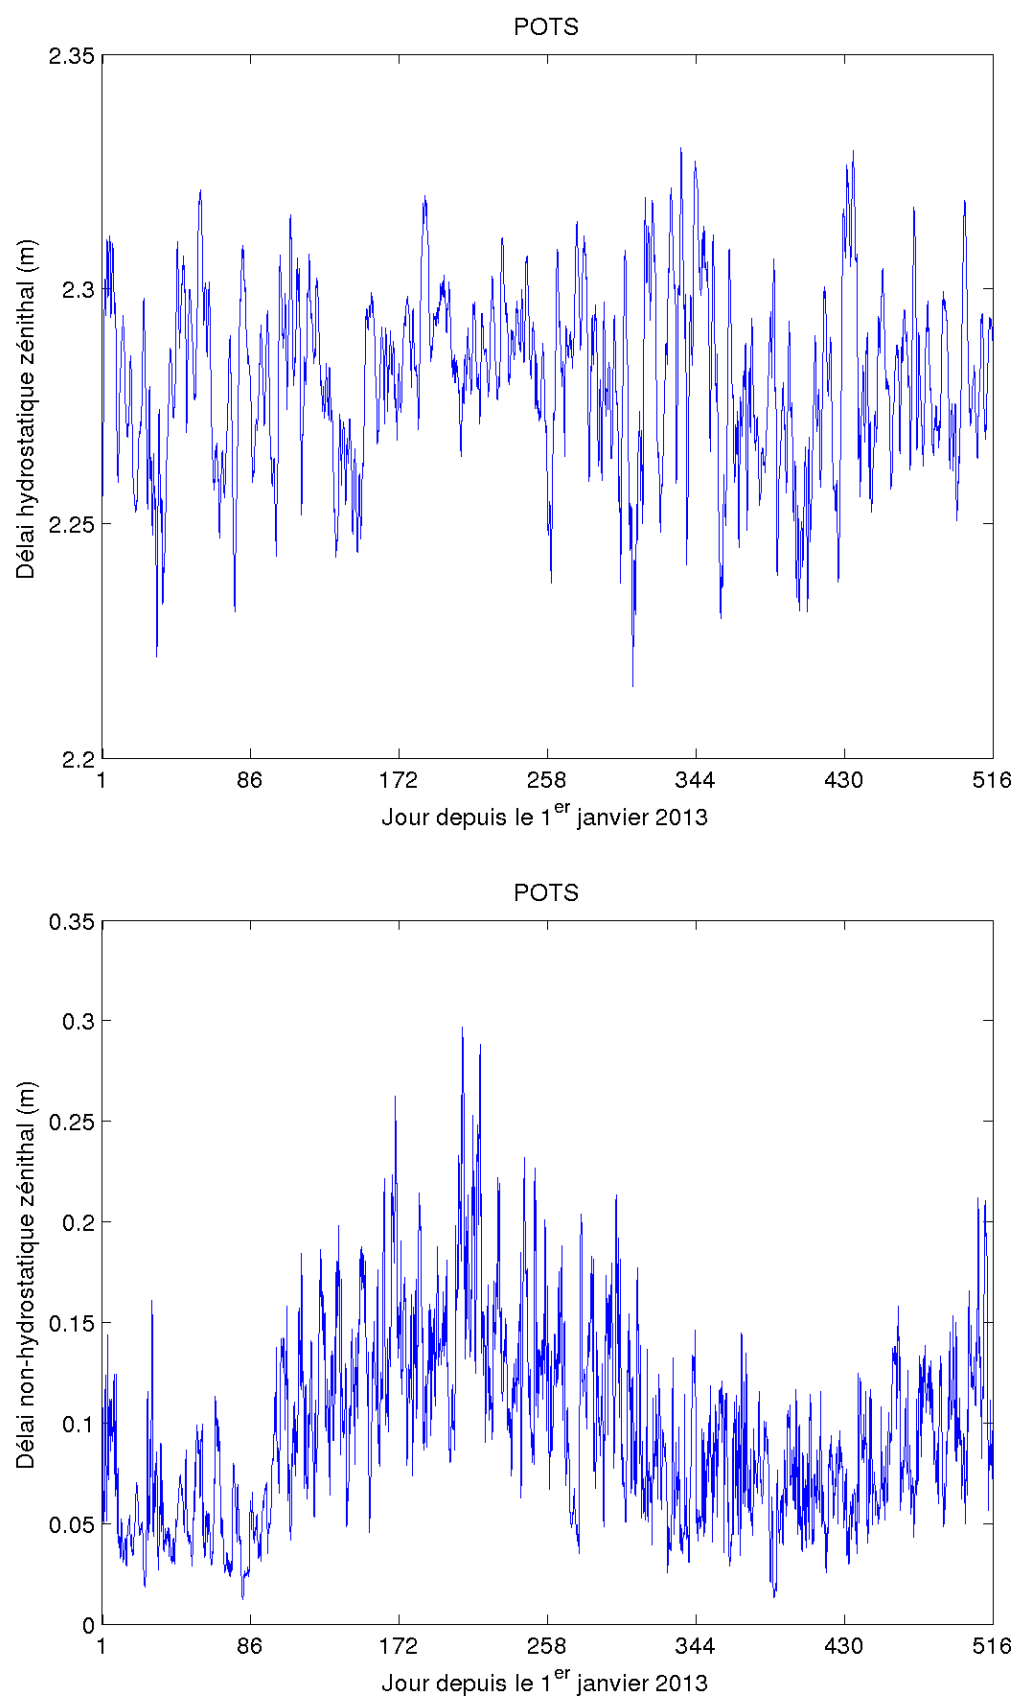 POTS
2.35
2.3
2.25
2.2
Délai hydrostatique zénithal (m)
1 86 172 258 344 430 516
Jour depuis le 1er janvier 2013
POTS
0.35
0.3
0.25
0.2
0.15
0.1
0.05
0
Délai non-hydrostatique zénithal (m)
1 86 172 258 344 430 516
Jour depuis le 1er janvier 2013